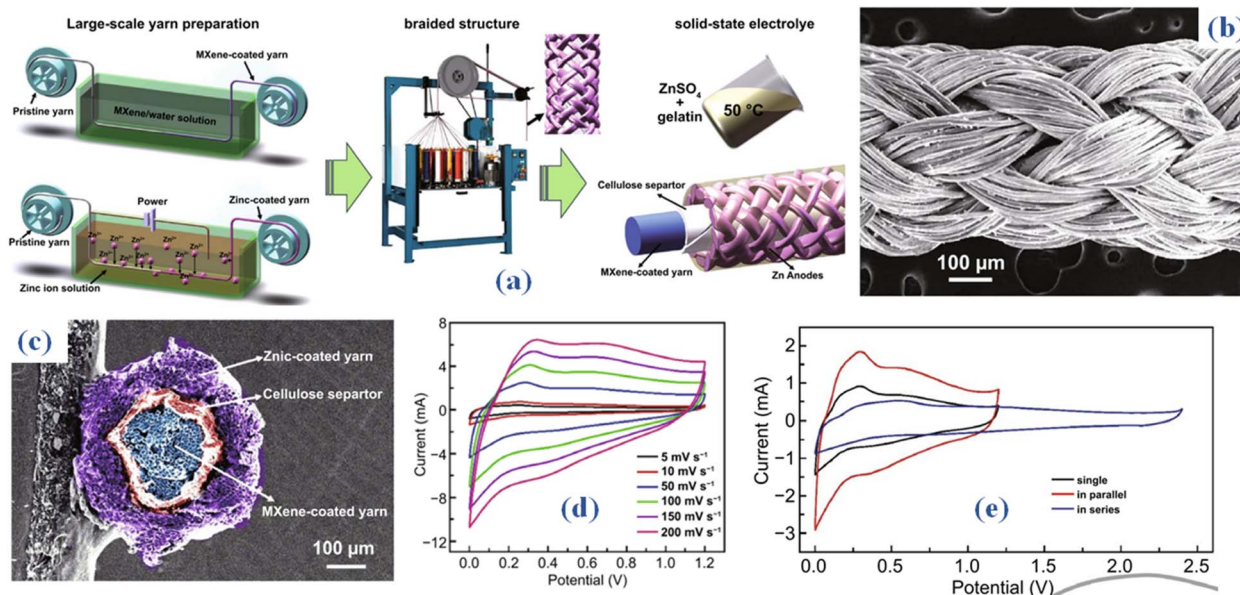 Large-scale yarn preparation
MXene-coated yarn
Pristine yarn
MXene/water solution
Power
Zinc-coated yarn
Pristine yarn
Zn²⁺ Zn²⁺ Zn²⁺ Zn²⁺
Zinc ion solution
braided structure
(a)
solid-state electrolye
ZnSO₄
+
gelatin
50 °C
Cellulose separtor
MXene-coated yarn
Zn Anodes
(b)
100 µm
(c)
Znic-coated yarn
Cellulose separtor
MXene-coated yarn
100 µm
Current (mA)
8
4
0
−4
−8
−12
5 mV s⁻¹
10 mV s⁻¹
50 mV s⁻¹
100 mV s⁻¹
150 mV s⁻¹
200 mV s⁻¹
(d)
0.0 0.2 0.4 0.6 0.8 1.0 1.2
Potential (V)
Current (mA)
2
1
0
−1
−2
−3
single
in parallel
in series
(e)
0.0 0.5 1.0 1.5 2.0 2.5
Potential (V)